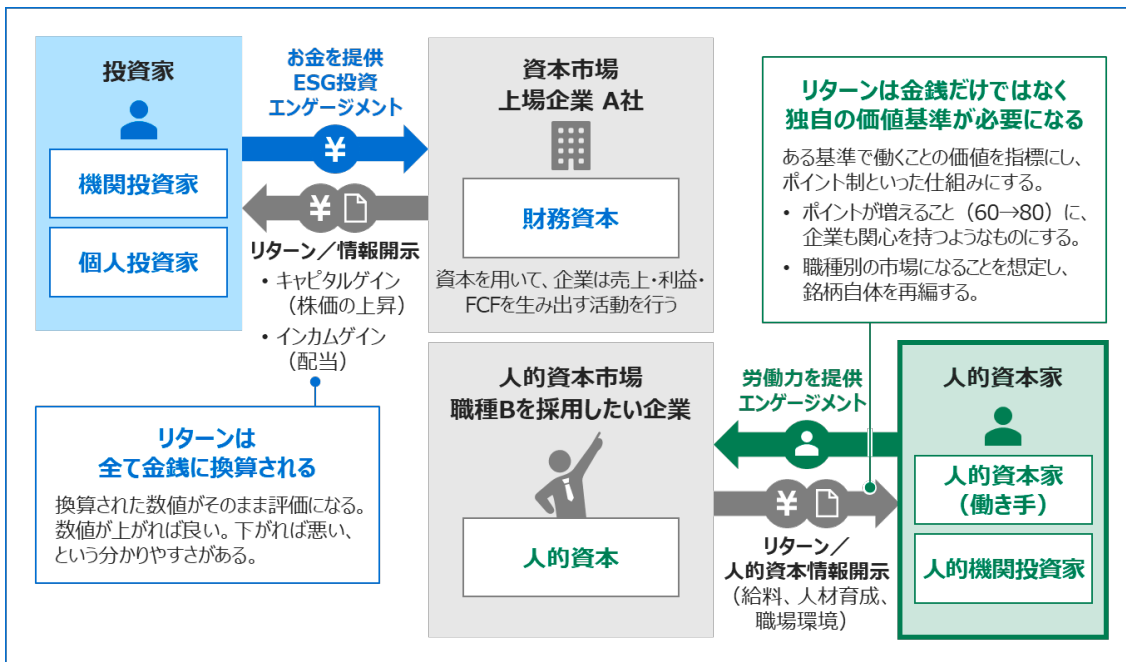 投資家
機関投資家
個人投資家
お金を提供
ESG投資
エンゲージメント
¥
¥
リターン／情報開示
• キャピタルゲイン
（株価の上昇）
• インカムゲイン
（配当）
リターンは
全て金銭に換算される
換算された数値がそのまま評価になる。
数値が上がれば良い。下がれば悪い、
という分かりやすさがある。
資本市場
上場企業 A社
財務資本
資本を用いて、企業は売上・利益・
FCFを生み出す活動を行う
人的資本市場
職種Bを採用したい企業
人的資本
リターンは金銭だけではなく
独自の価値基準が必要になる
ある基準で働くことの価値を指標にし、
ポイント制といった仕組みにする。
• ポイントが増えること（60→80）に、
企業も関心を持つようなものにする。
• 職種別の市場になることを想定し、
銘柄自体を再編する。
労働力を提供
エンゲージメント
¥
リターン／
人的資本情報開示
（給料、人材育成、
職場環境）
人的資本家
人的資本家
（働き手）
人的機関投資家